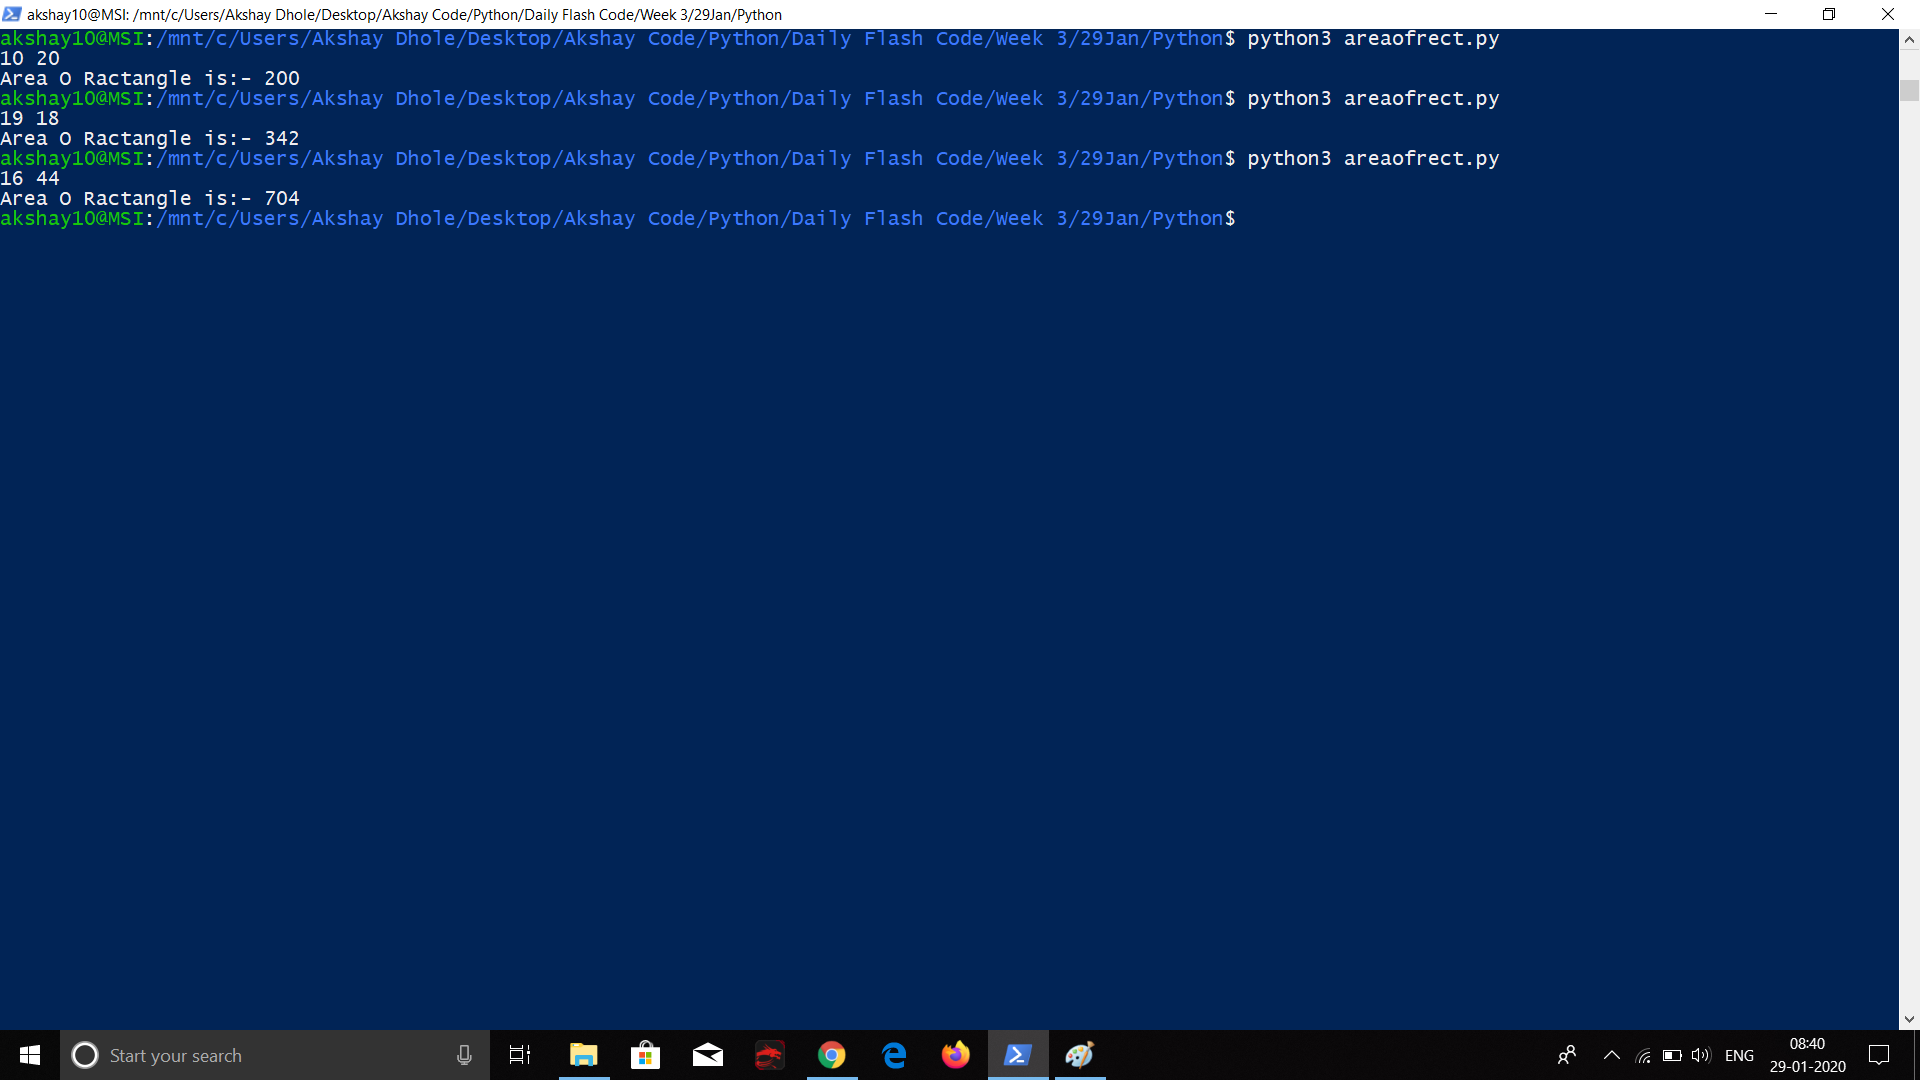 akshay10@MSI: /mnt/c/Users/Akshay Dhole/Desktop/Akshay Code/Python/Daily Flash Code/Week 3/29Jan/Python
akshay10@MSI:/mnt/c/Users/Akshay Dhole/Desktop/Akshay Code/Python/Daily Flash Code/Week 3/29Jan/Python$ python3 areaofrect.py
10 20
Area O Ractangle is:- 200
akshay10@MSI:/mnt/c/Users/Akshay Dhole/Desktop/Akshay Code/Python/Daily Flash Code/Week 3/29Jan/Python$ python3 areaofrect.py
19 18
Area O Ractangle is:- 342
akshay10@MSI:/mnt/c/Users/Akshay Dhole/Desktop/Akshay Code/Python/Daily Flash Code/Week 3/29Jan/Python$ python3 areaofrect.py
16 44
Area O Ractangle is:- 704
akshay10@MSI:/mnt/c/Users/Akshay Dhole/Desktop/Akshay Code/Python/Daily Flash Code/Week 3/29Jan/Python$
Start your search
ENG
08:40
29-01-2020